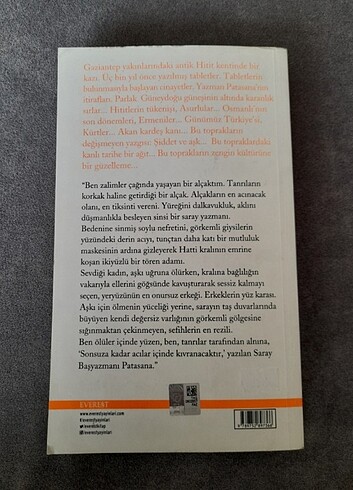 Gaziantep yakınlarındaki antik Hitit kentinde bir
kazı. Üç bin yıl önce yazılmış tabletler. Tabletlerin
bulunmasıyla başlayan cinayetler. Yazman Patasana'nın
itirafları. Parlak Güneydoğu güneşinin altında karanlık
sırlar... Hititlerin tükenişi, Asurlular... Osmanlı'nın
son dönemleri, Ermeniler... Günümüz Türkiye'si,
Kürtler... Akan kardeş kanı... Bu toprakların
değişmeyen yazgısı: Şiddet ve aşk... Bu topraklardaki
kanlı tarihe bir ağıt... Bu toprakların zengin kültürüne
bir güzelleme...
"Ben zalimler çağında yaşayan bir alçaktım. Tanrıların
korkak haline getirdiği bir alçak. Alçakların en acınacak
olanı, en tiksinti vereni. Yüreğini dalkavukluk, aklını
düşmanlıkla besleyen sinsi bir saray yazmanı.
Bedenine sinmiş soylu nefretini, görkemli giysilerin
yüzündeki derin acıyı, tunçtan daha katı bir mutluluk
maskesinin ardına gizleyerek Hatti kralının emrine
koşan ikiyüzlü bir tören adamı.
Sevdiği kadın, aşkı uğruna ölürken, krala bağlılığın
vakarıyla ellerini göğsünde kavuşturarak sessiz kalmayı
seçen, yeryüzünün en onursuz erkeği. Erkeklerin yüz karası.
Aşkı için ölmenin yüceliği yerine, sarayın taş duvarlarında
büyüyen kendi değersiz varlığının görkemli gölgesine
sığınmaktan çekinmeyen, sefihlerin en rezili.
Ben ölüler içinde yüzen, ben, tanrılar tarafından alnına,
'Sonsuza kadar acılar içinde kıvranacaktır,' yazılan Saray
Başyazmanı Patasana."
EVEREST
www.everestyayinlari.com